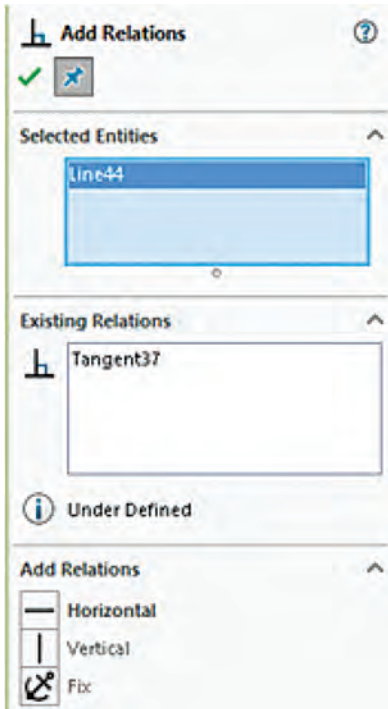 Add Relations
Selected Entities
Line44
Existing Relations
Tangent37
Under Defined
Add Relations
Horizontal
Vertical
Fix